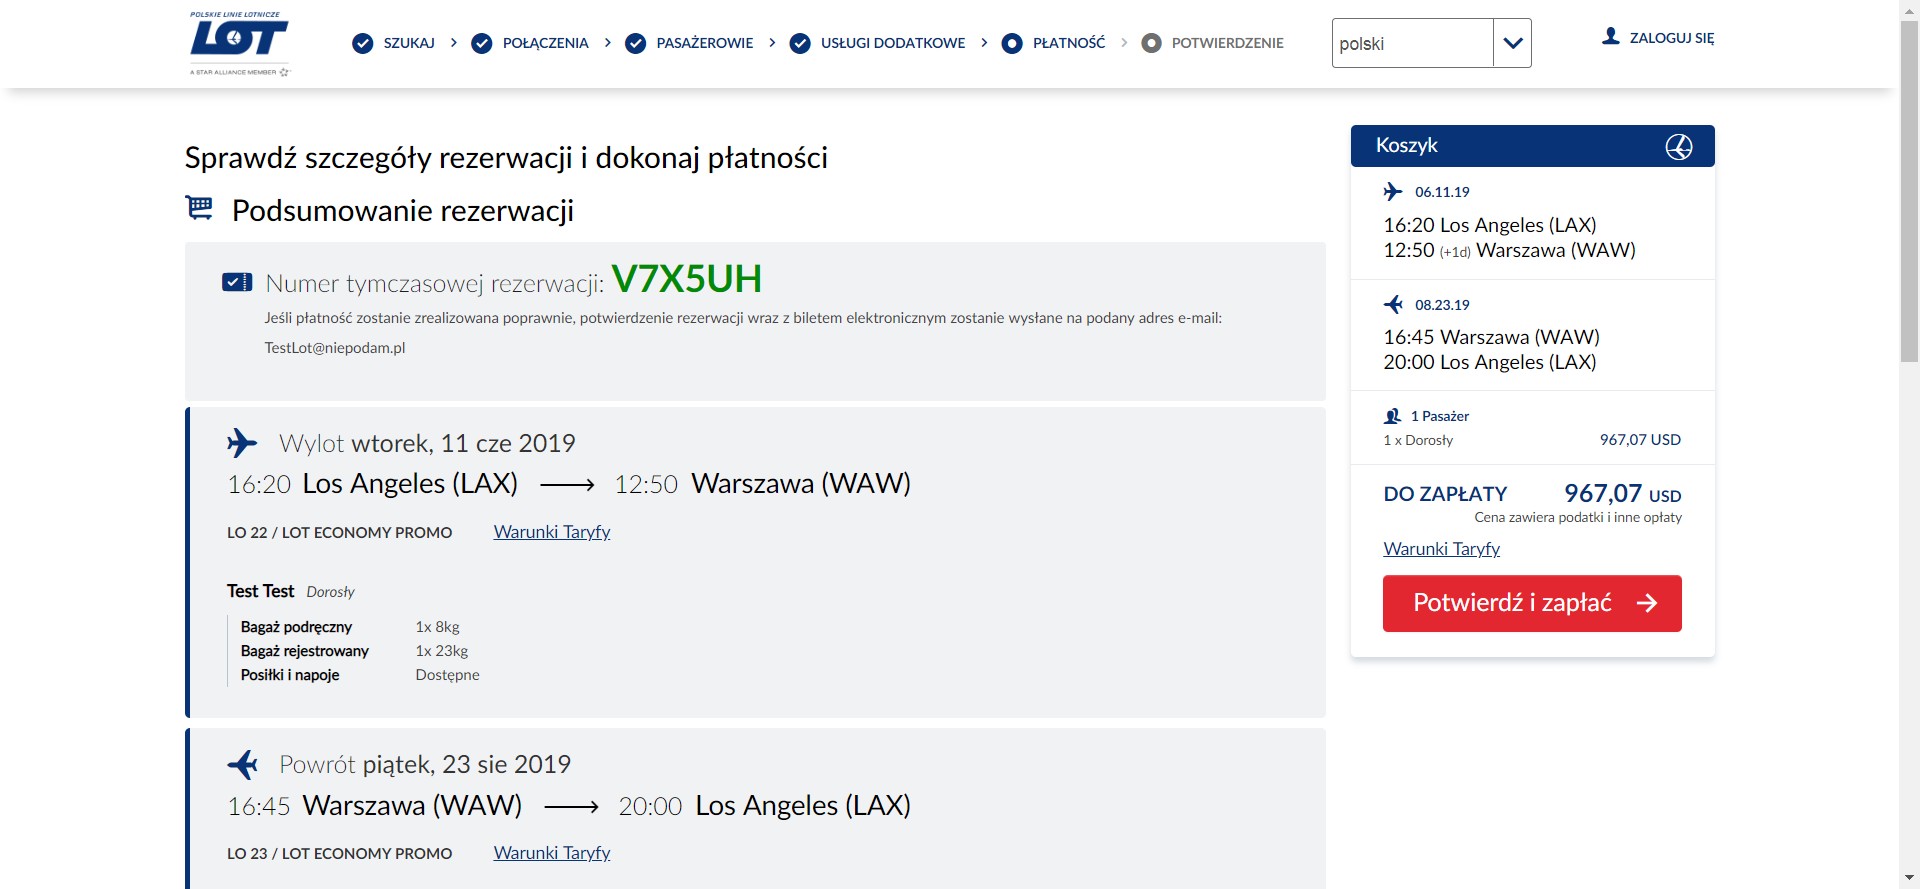 POLSKIE LINIE LOTNICZE
LOT
A STAR ALLIANCE MEMBER
SZUKAJ
POŁĄCZENIA
PASAŻEROWIE
USŁUGI DODATKOWE
PŁATNOŚĆ
POTWIERDZENIE
polski
ZALOGUJ SIĘ
Sprawdź szczegóły rezerwacji i dokonaj płatności
Podsumowanie rezerwacji
Numer tymczasowej rezerwacji: V7X5UH
Jeśli płatność zostanie zrealizowana poprawnie, potwierdzenie rezerwacji wraz z biletem elektronicznym zostanie wysłane na podany adres e-mail:
TestLot@niepodam.pl
Wylot wtorek, 11 cze 2019
16:20 Los Angeles (LAX) 12:50 Warszawa (WAW)
LO 22 / LOT ECONOMY PROMO Warunki Taryfy
Test Test Dorosły
Bagaż podręczny 1x 8kg
Bagaż rejestrowany 1x 23kg
Posiłki i napoje Dostępne
Powrót piątek, 23 sie 2019
16:45 Warszawa (WAW) 20:00 Los Angeles (LAX)
LO 23 / LOT ECONOMY PROMO Warunki Taryfy
Koszyk
06.11.19
16:20 Los Angeles (LAX)
12:50 (+1d) Warszawa (WAW)
08.23.19
16:45 Warszawa (WAW)
20:00 Los Angeles (LAX)
1 Pasażer
1 x Dorosły 967,07 USD
DO ZAPŁATY 967,07 USD
Cena zawiera podatki i inne opłaty
Warunki Taryfy
Potwierdź i zapłać